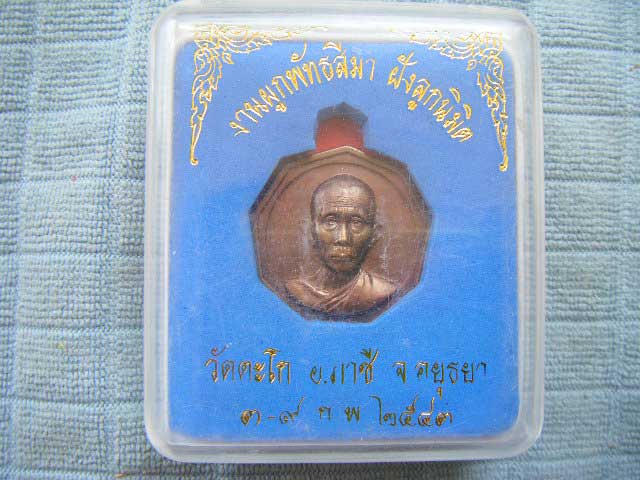 งานผูกพัทธสีมา ฝังลูกนิมิต
วัดตะโก อ.ภาชี จ อยุธยา
๓-๙ ก พ ๒๕๔๓